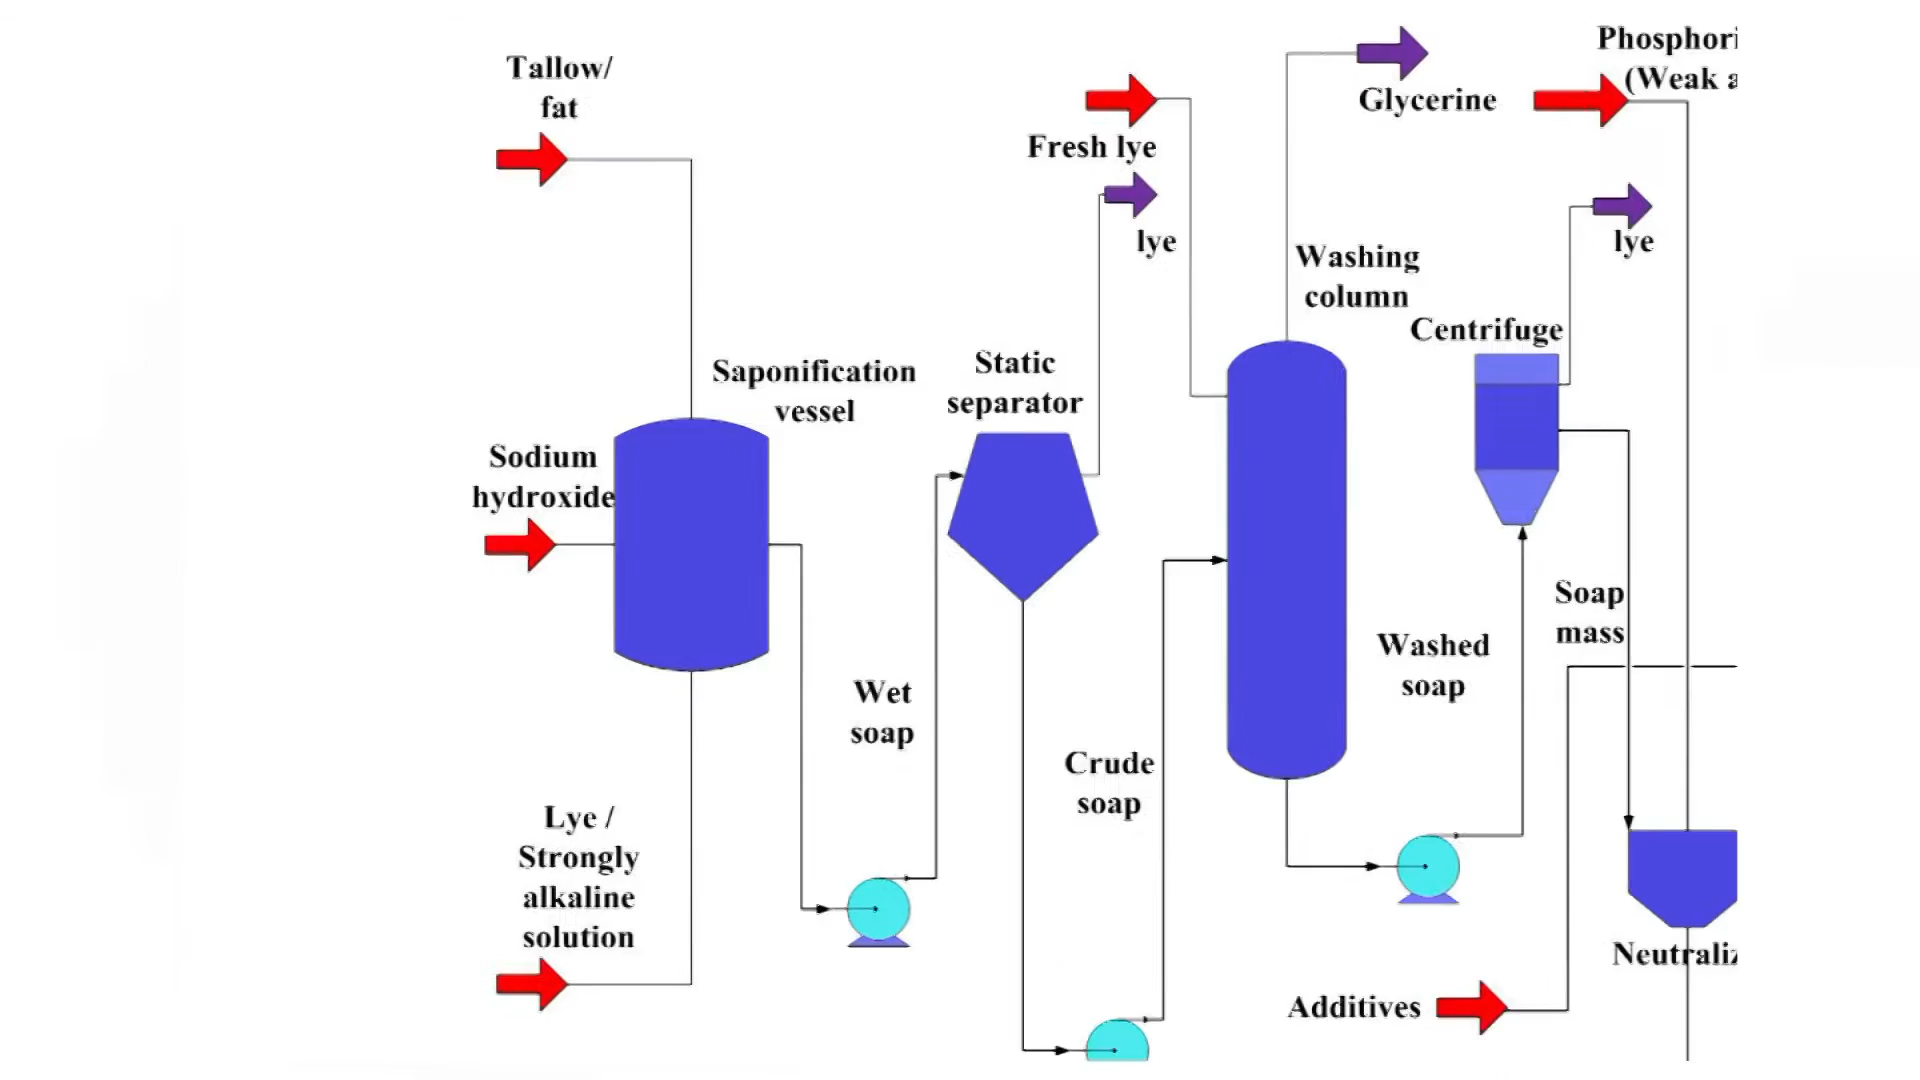 Tallow/
fat
Sodium
hydroxide
Lye /
Strongly
alkaline
solution
Saponification
vessel
Wet
soap
Static
separator
Fresh lye
lye
Crude
soap
Glycerine
Washing
column
Washed
soap
Centrifuge
lye
Soap
mass
Phosphori
(Weak a
Neutraliz
Additives